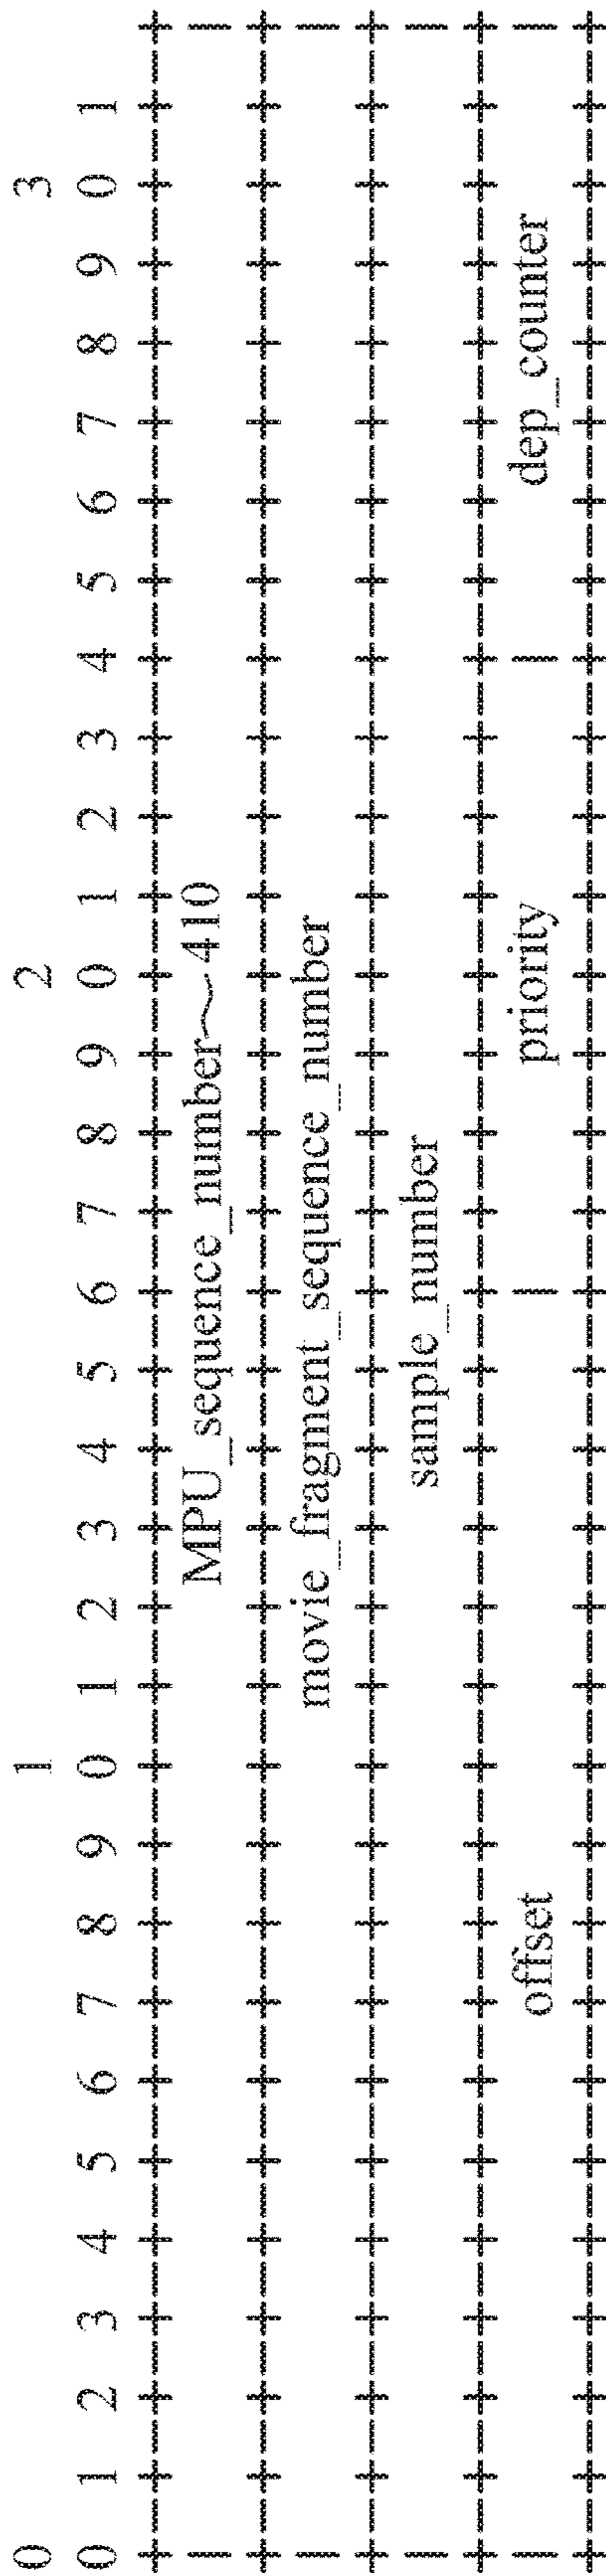 0 1 2 3
0 1 2 3 4 5 6 7 8 9 0 1 2 3 4 5 6 7 8 9 0 1 2 3 4 5 6 7 8 9 0 1
+-+-+-+-+-+-+-+-+-+-+-+-+-+-+-+-+-+-+-+-+-+-+-+-+-+-+-+-+-+-+-+-+
| MPU_sequence_number~410 |
+-+-+-+-+-+-+-+-+-+-+-+-+-+-+-+-+-+-+-+-+-+-+-+-+-+-+-+-+-+-+-+-+
| movie_fragment_sequence_number |
+-+-+-+-+-+-+-+-+-+-+-+-+-+-+-+-+-+-+-+-+-+-+-+-+-+-+-+-+-+-+-+-+
| sample_number |
+-+-+-+-+-+-+-+-+-+-+-+-+-+-+-+-+-+-+-+-+-+-+-+-+-+-+-+-+-+-+-+-+
| offset | priority | dep_counter |
+-+-+-+-+-+-+-+-+-+-+-+-+-+-+-+-+-+-+-+-+-+-+-+-+-+-+-+-+-+-+-+-+